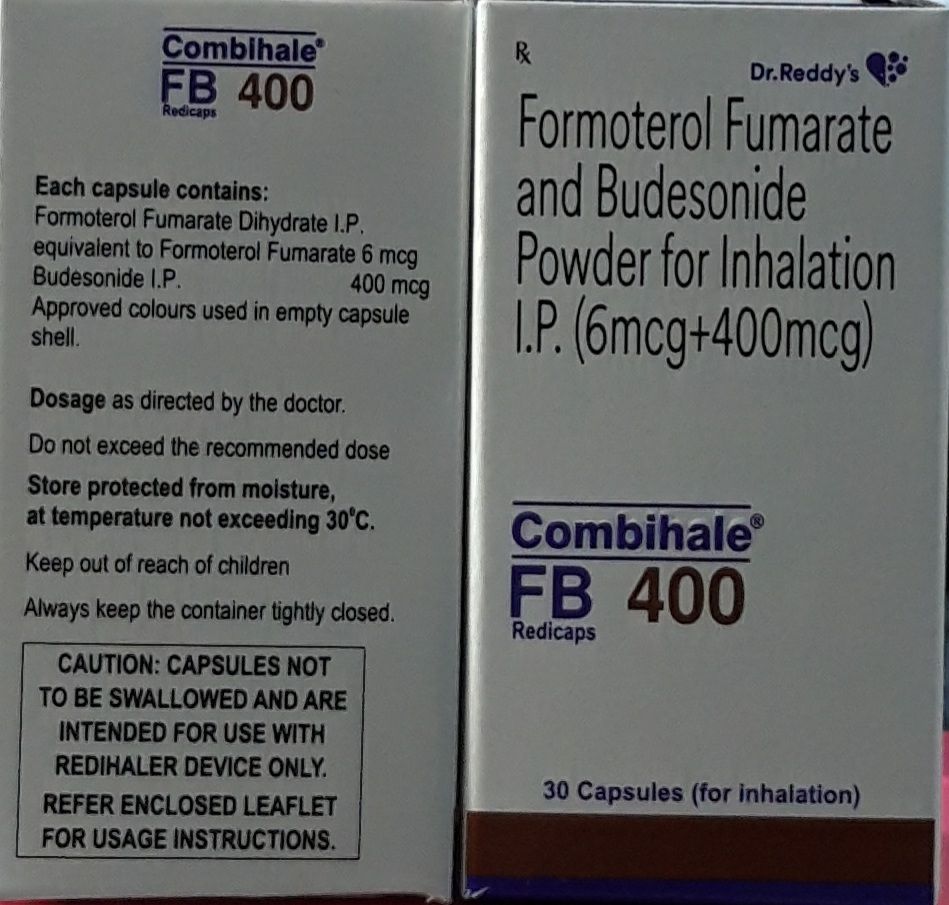 Combihale®
FB 400
Redicaps
Each capsule contains:
Formoterol Fumarate Dihydrate I.P.
equivalent to Formoterol Fumarate 6 mcg
Budesonide I.P. 400 mcg
Approved colours used in empty capsule
shell.
Dosage as directed by the doctor.
Do not exceed the recommended dose
Store protected from moisture,
at temperature not exceeding 30°C.
Keep out of reach of children
Always keep the container tightly closed.
CAUTION: CAPSULES NOT
TO BE SWALLOWED AND ARE
INTENDED FOR USE WITH
REDIHALER DEVICE ONLY.
REFER ENCLOSED LEAFLET
FOR USAGE INSTRUCTIONS.
℞
Dr.Reddy's
Formoterol Fumarate
and Budesonide
Powder for Inhalation
I.P. (6mcg+400mcg)
Combihale®
FB 400
Redicaps
30 Capsules (for inhalation)